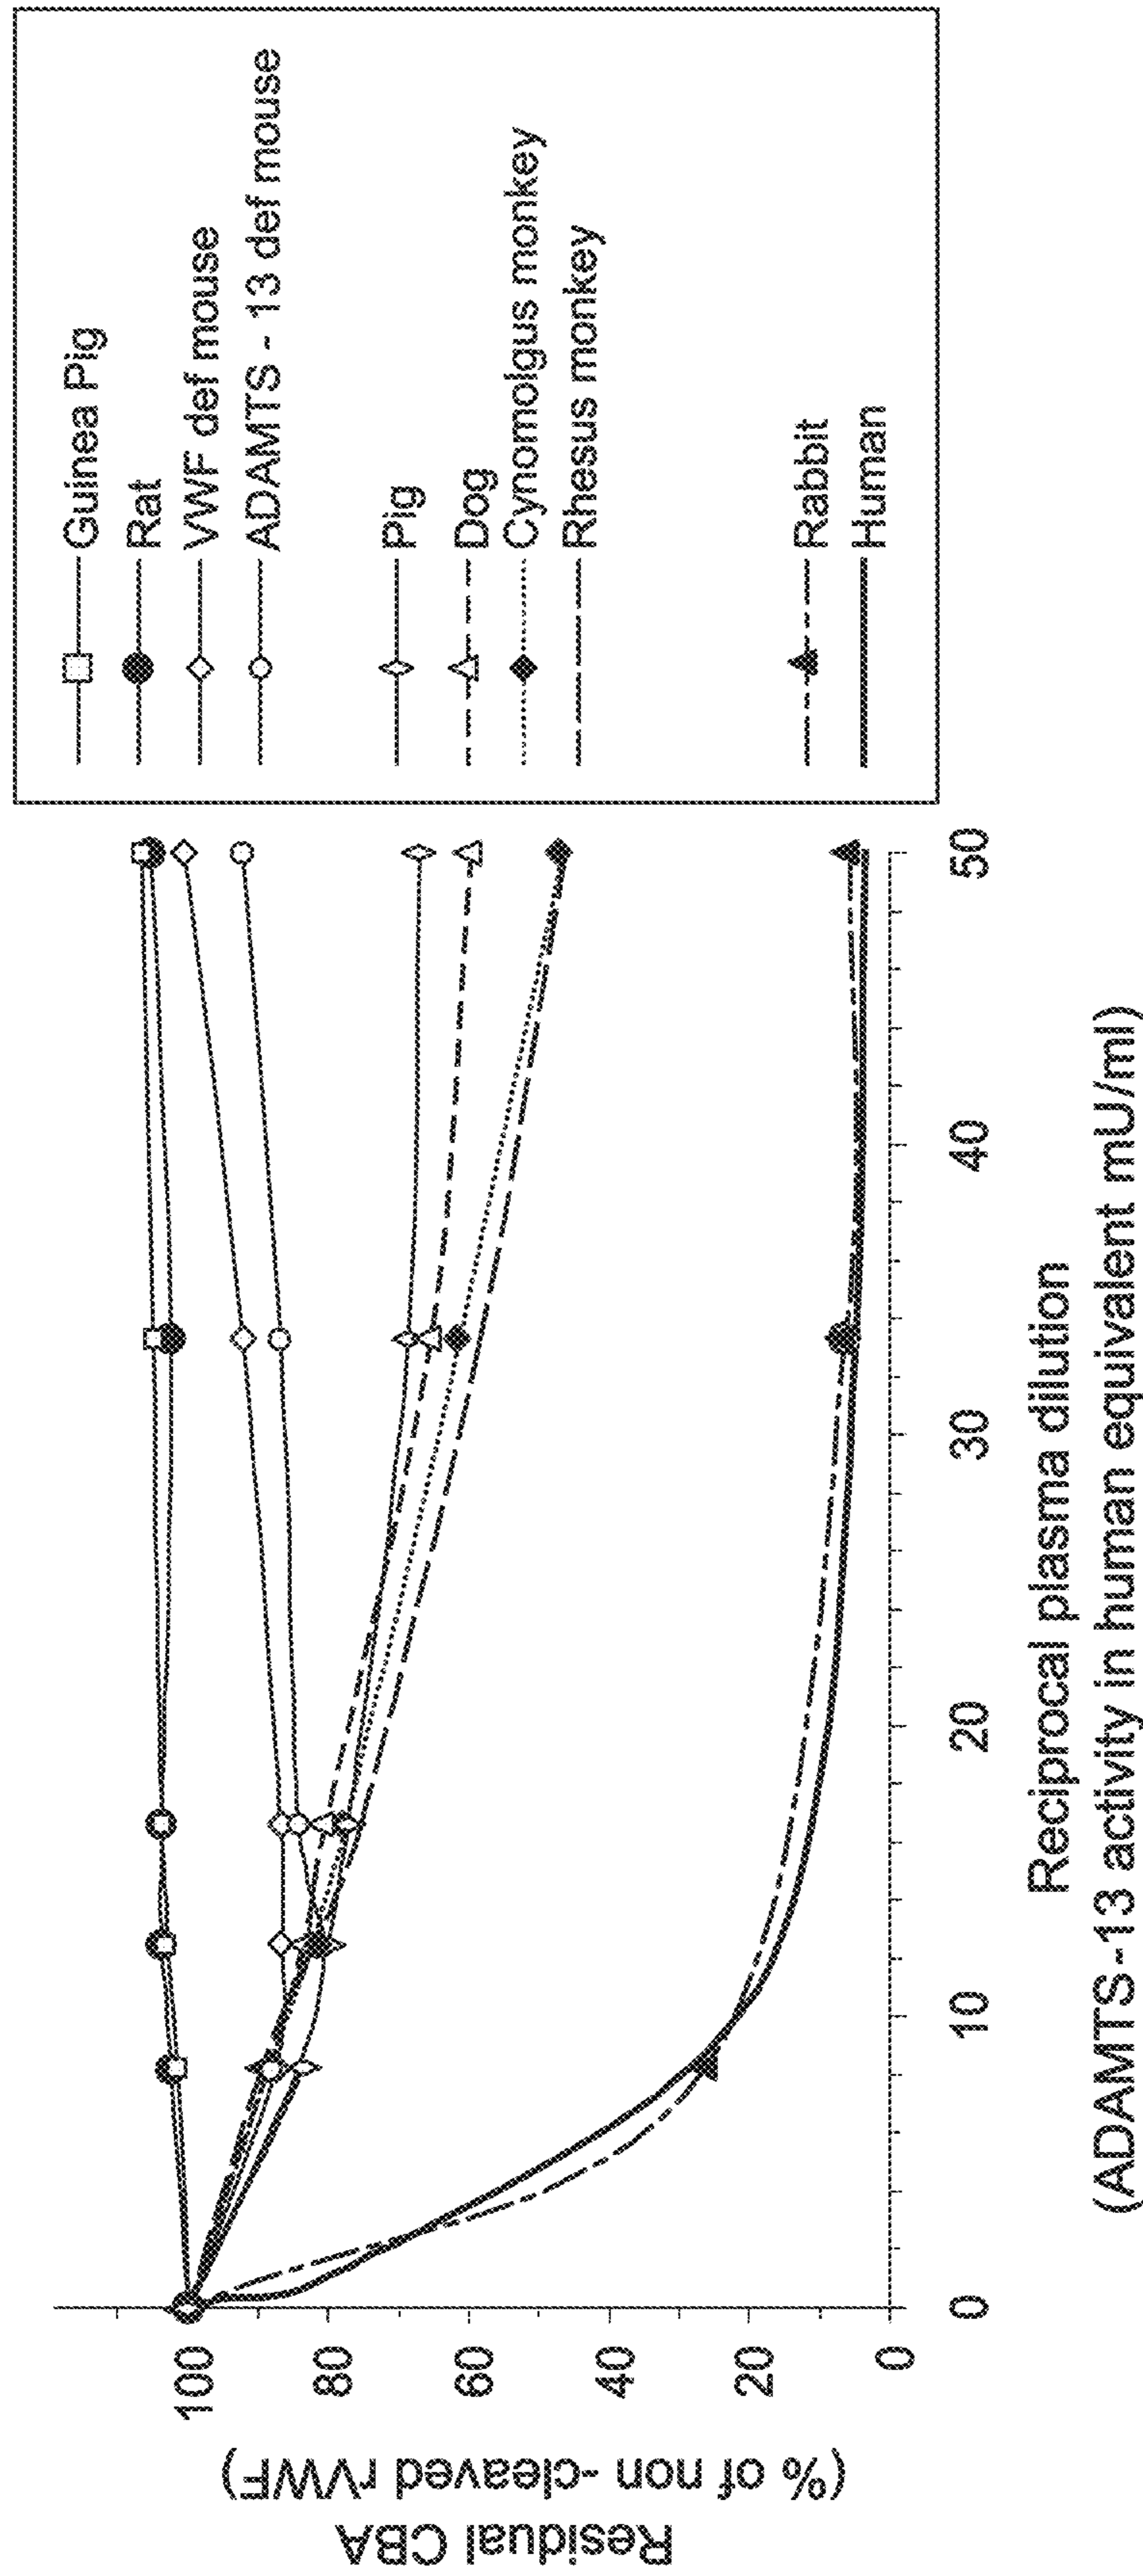 Residual CBA
(% of non -cleaved rVWF)
100
80
60
40
20
0
0
10
20
30
40
50
Reciprocal plasma dilution
(ADAMTS-13 activity in human equivalent mU/ml)
Guinea Pig
Rat
VWF def mouse
ADAMTS - 13 def mouse
Pig
Dog
Cynomolgus monkey
Rhesus monkey
Rabbit
Human